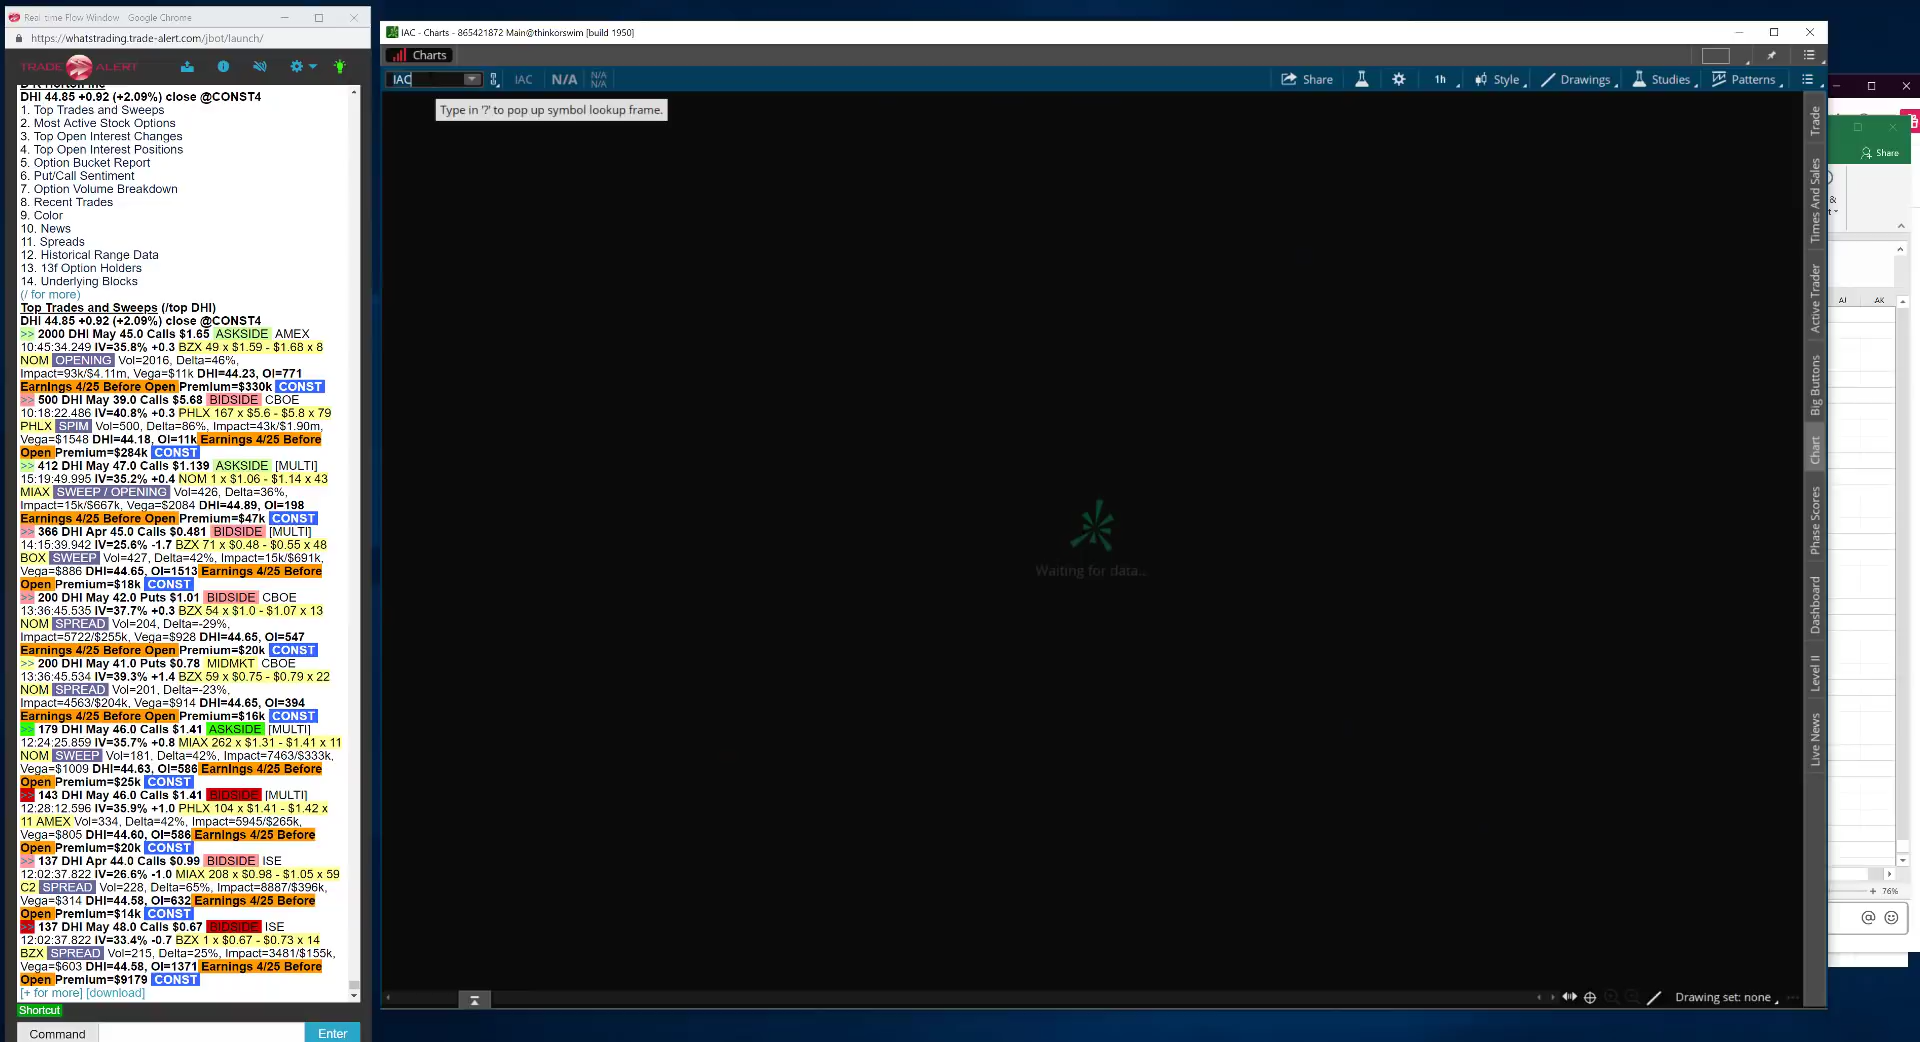 Real-time Flow Window - Google Chrome
https://whatstrading.trade-alert.com/jbot/launch/
TRADE ALERT
D R Horton Inc
DHI 44.85 +0.92 (+2.09%) close @CONST4
1. Top Trades and Sweeps
2. Most Active Stock Options
3. Top Open Interest Changes
4. Top Open Interest Positions
5. Option Bucket Report
6. Put/Call Sentiment
7. Option Volume Breakdown
8. Recent Trades
9. Color
10. News
11. Spreads
12. Historical Range Data
13. 13f Option Holders
14. Underlying Blocks
(/ for more)
Top Trades and Sweeps (/top DHI)
DHI 44.85 +0.92 (+2.09%) close @CONST4
>> 2000 DHI May 45.0 Calls $1.65 ASKSIDE AMEX
10:45:34.249 IV=35.8% +0.3 BZX 49 x $1.59 - $1.68 x 8
NOM OPENING Vol=2016, Delta=46%,
Impact=93k/$4.11m, Vega=$11k DHI=44.23, OI=771
Earnings 4/25 Before Open Premium=$330k CONST
>> 500 DHI May 39.0 Calls $5.68 BIDSIDE CBOE
10:18:22.486 IV=40.8% +0.3 PHLX 167 x $5.6 - $5.8 x 79
PHLX SPIM Vol=500, Delta=86%, Impact=43k/$1.90m,
Vega=$1548 DHI=44.18, OI=11k Earnings 4/25 Before
Open Premium=$284k CONST
>> 412 DHI May 47.0 Calls $1.139 ASKSIDE [MULTI]
15:19:49.995 IV=35.2% +0.4 NOM 1 x $1.06 - $1.14 x 43
MIAX SWEEP / OPENING Vol=426, Delta=36%,
Impact=15k/$667k, Vega=$2084 DHI=44.89, OI=198
Earnings 4/25 Before Open Premium=$47k CONST
>> 366 DHI Apr 45.0 Calls $0.481 BIDSIDE [MULTI]
14:15:39.942 IV=25.6% -1.7 BZX 71 x $0.48 - $0.55 x 48
BOX SWEEP Vol=427, Delta=42%, Impact=15k/$691k,
Vega=$886 DHI=44.65, OI=1513 Earnings 4/25 Before
Open Premium=$18k CONST
>> 200 DHI May 42.0 Puts $1.01 BIDSIDE CBOE
13:36:45.535 IV=37.7% +0.3 BZX 54 x $1.0 - $1.07 x 13
NOM SPREAD Vol=204, Delta=-29%,
Impact=5722/$255k, Vega=$928 DHI=44.65, OI=547
Earnings 4/25 Before Open Premium=$20k CONST
>> 200 DHI May 41.0 Puts $0.78 MIDMKT CBOE
13:36:45.534 IV=39.3% +1.4 BZX 59 x $0.75 - $0.79 x 22
NOM SPREAD Vol=201, Delta=-23%,
Impact=4563/$204k, Vega=$914 DHI=44.65, OI=394
Earnings 4/25 Before Open Premium=$16k CONST
>> 179 DHI May 46.0 Calls $1.41 ASKSIDE [MULTI]
12:24:25.859 IV=35.7% +0.8 MIAX 262 x $1.31 - $1.41 x 11
NOM SWEEP Vol=181, Delta=42%, Impact=7463/$333k,
Vega=$1009 DHI=44.63, OI=586 Earnings 4/25 Before
Open Premium=$25k CONST
>> 143 DHI May 46.0 Calls $1.41 BIDSIDE [MULTI]
12:28:12.596 IV=35.9% +1.0 PHLX 104 x $1.41 - $1.42 x
11 AMEX Vol=334, Delta=42%, Impact=5945/$265k,
Vega=$805 DHI=44.60, OI=586 Earnings 4/25 Before
Open Premium=$20k CONST
>> 137 DHI Apr 44.0 Calls $0.99 BIDSIDE ISE
12:02:37.822 IV=26.6% -1.0 MIAX 208 x $0.98 - $1.05 x 59
C2 SPREAD Vol=228, Delta=65%, Impact=8887/$396k,
Vega=$314 DHI=44.58, OI=632 Earnings 4/25 Before
Open Premium=$14k CONST
>> 137 DHI May 48.0 Calls $0.67 BIDSIDE ISE
12:02:37.822 IV=33.4% -0.7 BZX 1 x $0.67 - $0.73 x 14
BZX SPREAD Vol=215, Delta=25%, Impact=3481/$155k,
Vega=$603 DHI=44.58, OI=1371 Earnings 4/25 Before
Open Premium=$9179 CONST
[+ for more] [download]
Shortcut
Command
Enter
IAC - Charts - 865421872 Main@thinkorswim [build 1950]
Charts
IAC
IAC
N/A
N/A
N/A
Share
1h
Style
Drawings
Studies
Patterns
Type in '?' to pop up symbol lookup frame.
Waiting for data...
Drawing set: none
Trade
Times And Sales
Active Trader
Big Buttons
Chart
Phase Scores
Dashboard
Level II
Live News
Share
&
AJ
AK
+ 76%